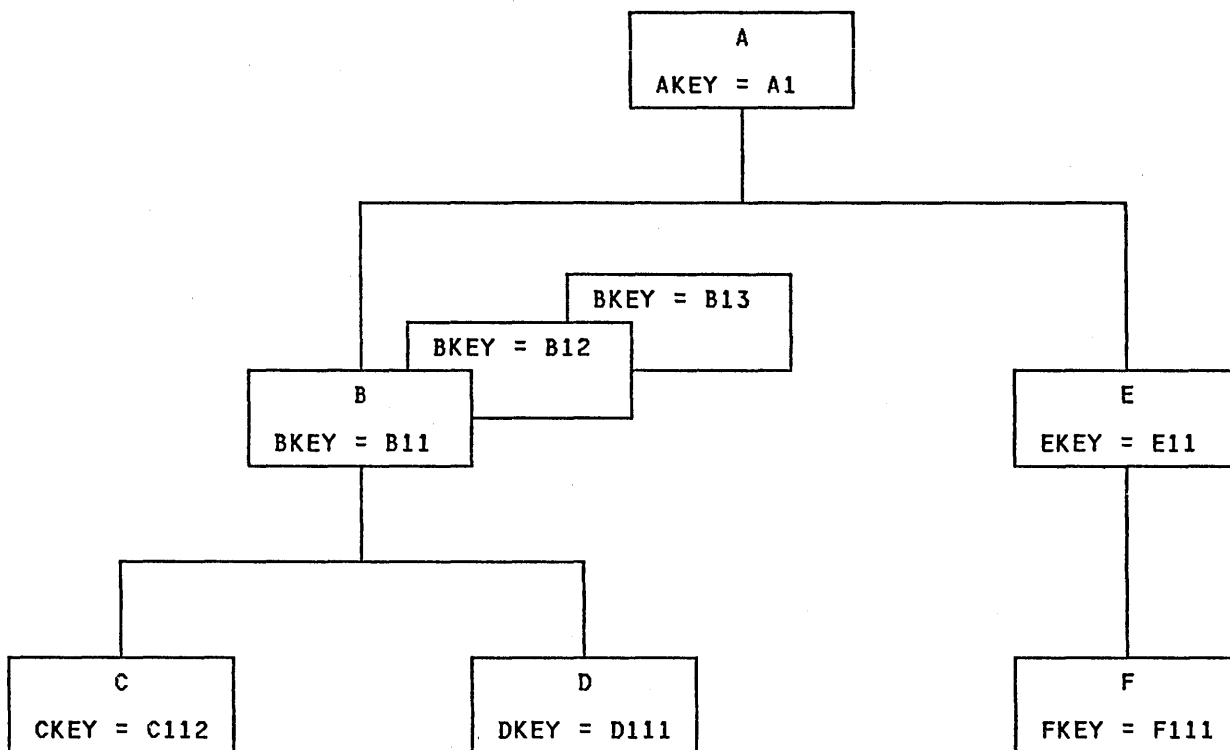 A
AKEY = A1
BKEY = B13
BKEY = B12
B
BKEY = B11
E
EKEY = E11
C
CKEY = C112
D
DKEY = D111
F
FKEY = F111